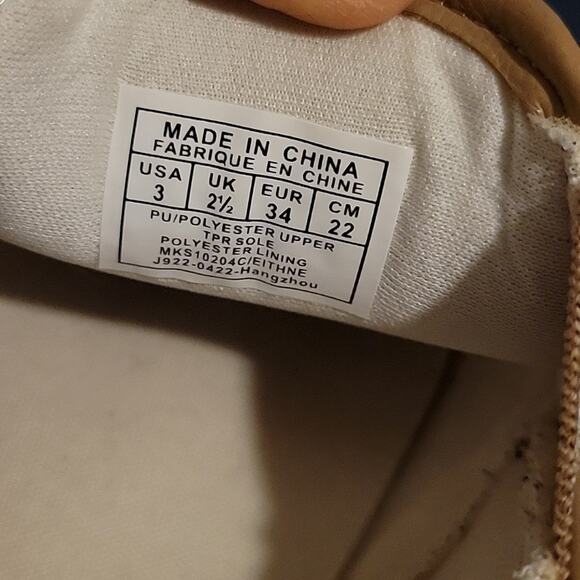 MADE IN CHINA
FABRIQUE EN CHINE
USA UK EUR CM
3 2½ 34 22
PU/POLYESTER UPPER
TPR SOLE
POLYESTER LINING
MKS10204C/EITHNE
J922-0422-Hangzhou